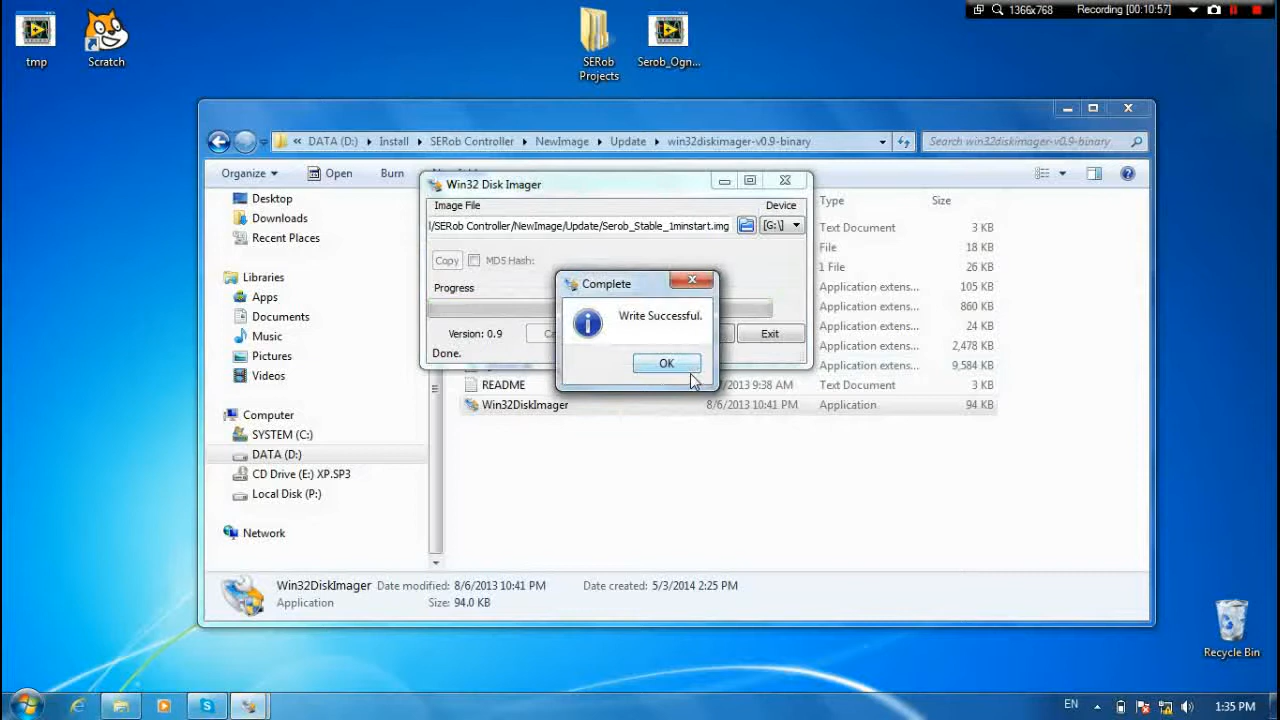 1366x768 Recording [00:10:57]
tmp
Scratch
SERob
Projects
Serob_Ogn...
« DATA (D:) Install SERob Controller NewImage Update win32diskimager-v0.9-binary
Search win32diskimager-v0.9-binary
Organize Open Burn
Desktop
Downloads
Recent Places
Libraries
Apps
Documents
Music
Pictures
Videos
Computer
SYSTEM (C:)
DATA (D:)
CD Drive (E:) XP.SP3
Local Disk (P:)
Network
Win32 Disk Imager
Image File Device
l/SERob Controller/NewImage/Update/Serob_Stable_1minstart.img [G:\]
Copy MD5 Hash:
Progress
Version: 0.9 Exit
Done.
Complete
Write Successful.
OK
Type Size
Text Document 3 KB
File 18 KB
1 File 26 KB
Application extens... 105 KB
Application extens... 860 KB
Application extens... 24 KB
Application extens... 2,478 KB
Application extens... 9,584 KB
README /2013 9:38 AM Text Document 3 KB
Win32DiskImager 8/6/2013 10:41 PM Application 94 KB
Win32DiskImager Date modified: 8/6/2013 10:41 PM Date created: 5/3/2014 2:25 PM
Application Size: 94.0 KB
Recycle Bin
EN 1:35 PM